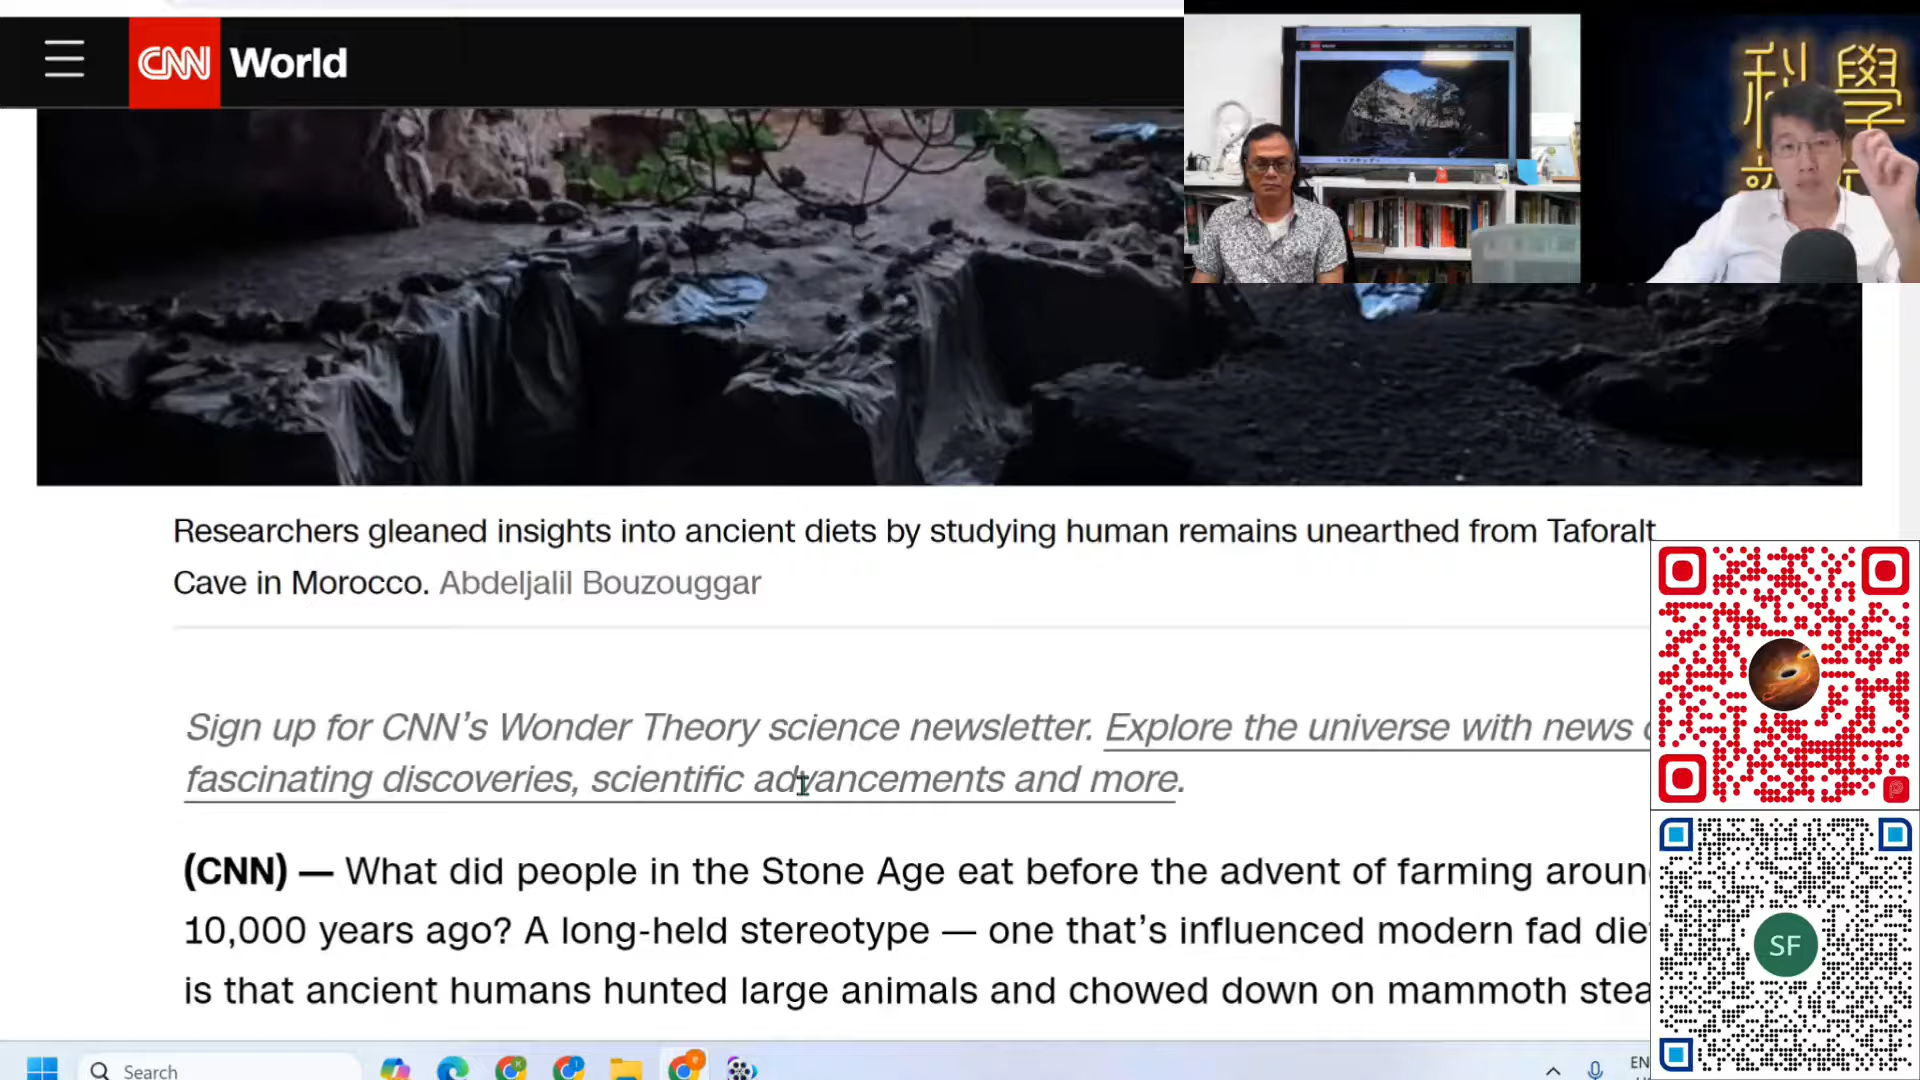 CNN World
科學
Researchers gleaned insights into ancient diets by studying human remains unearthed from Taforalt
Cave in Morocco. Abdeljalil Bouzouggar
Sign up for CNN's Wonder Theory science newsletter. Explore the universe with news
fascinating discoveries, scientific advancements and more.
(CNN) — What did people in the Stone Age eat before the advent of farming aroun
10,000 years ago? A long-held stereotype — one that's influenced modern fad die
is that ancient humans hunted large animals and chowed down on mammoth stea
SF
Search
EN